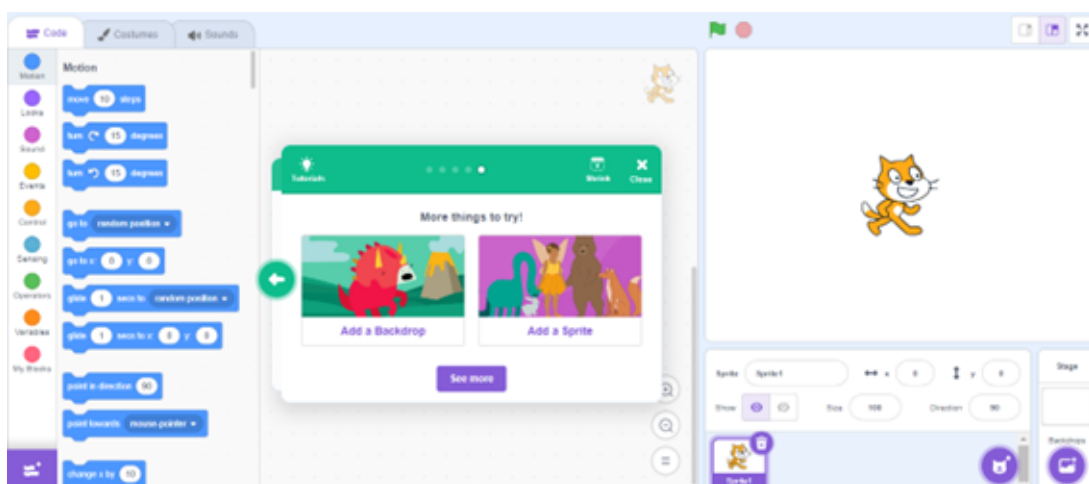 Code
Costumes
Sounds
Motion
Looks
Sound
Events
Control
Sensing
Operators
Variables
My Blocks
Motion
move 10 steps
turn 15 degrees
turn 15 degrees
go to random position
go to x: 0 y: 0
glide 1 secs to random position
glide 1 secs to x: 0 y: 0
point in direction 90
point towards mouse-pointer
change x by 10
Tutorials
Shrink
Close
More things to try!
Add a Backdrop
Add a Sprite
See more
Sprite Sprite1 x 0 y 0
Show Size 100 Direction 90
Sprite1
Stage
Backdrops